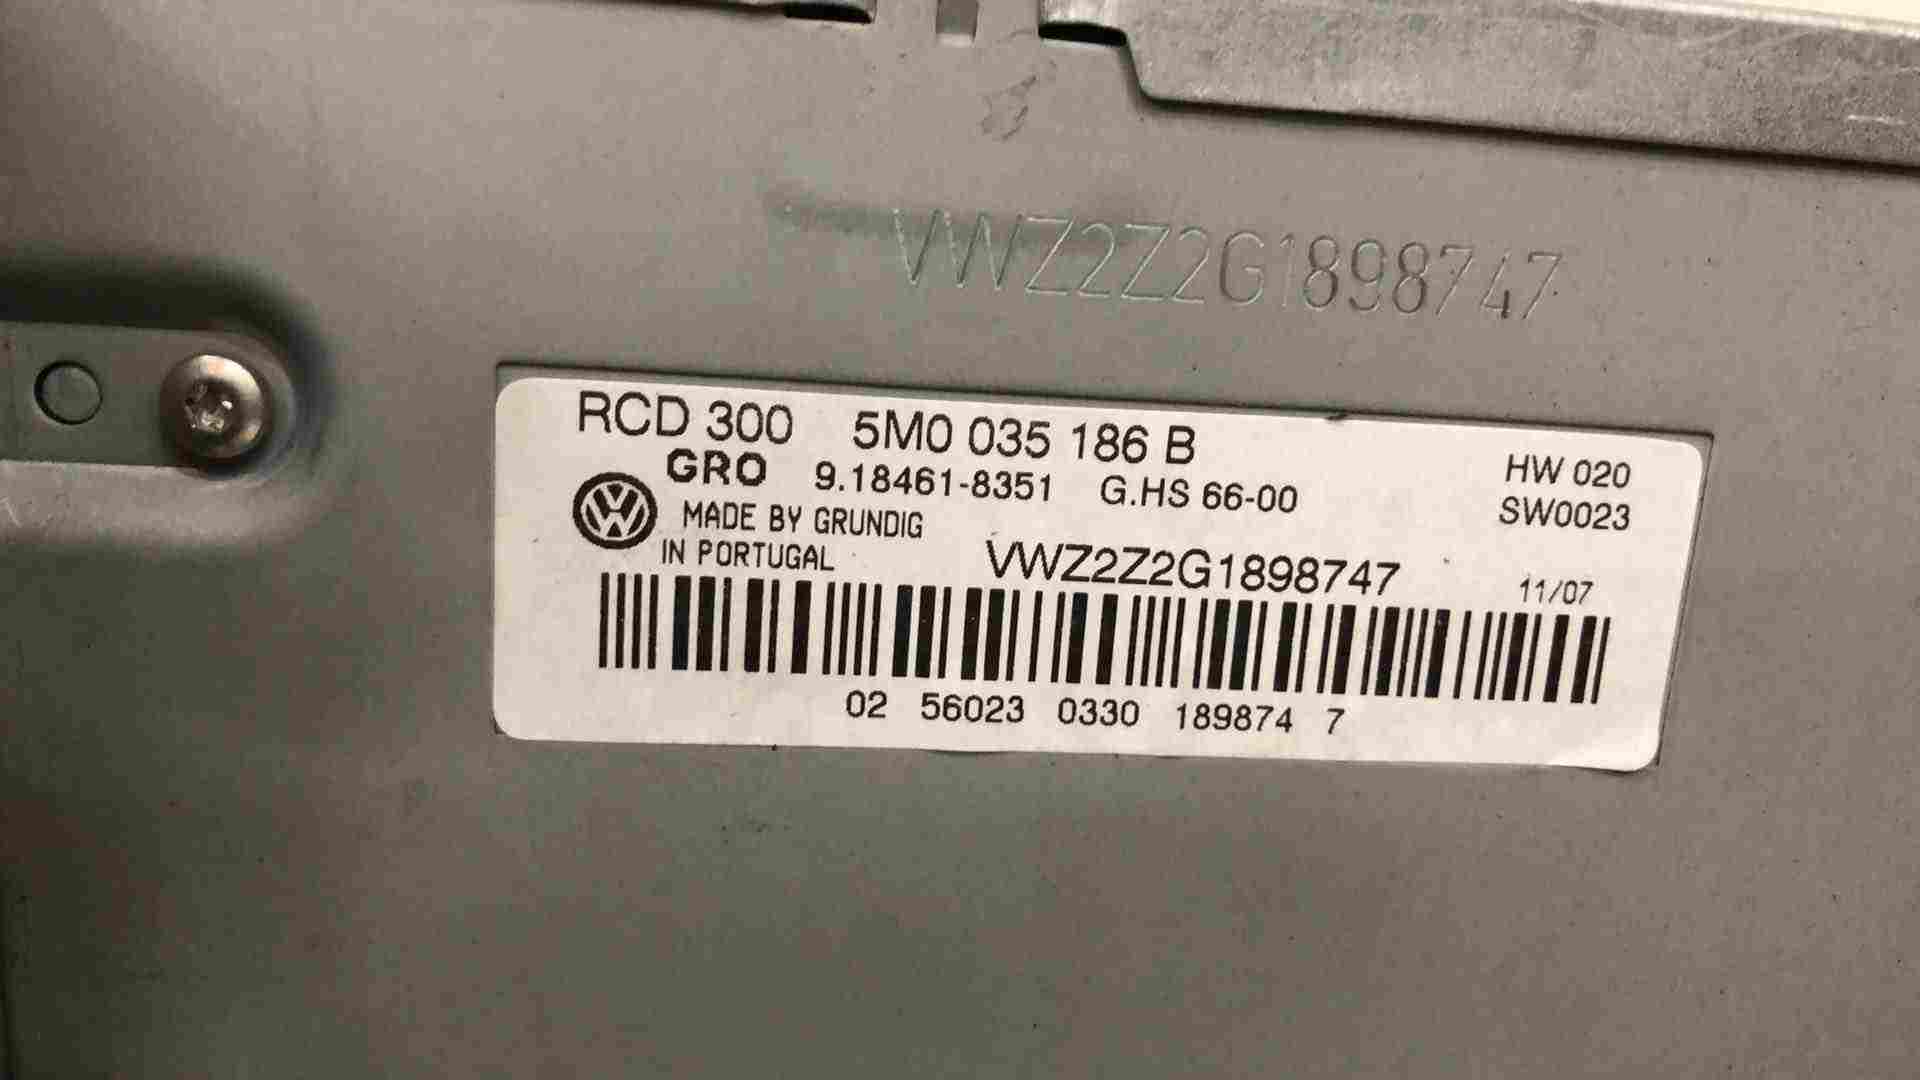 VWZ2Z2G1898747
RCD 300 5M0 035 186 B
GRO 9.18461-8351 G.HS 66-00 HW 020
MADE BY GRUNDIG SW0023
IN PORTUGAL VWZ2Z2G1898747 11/07
02 56023 0330 189874 7